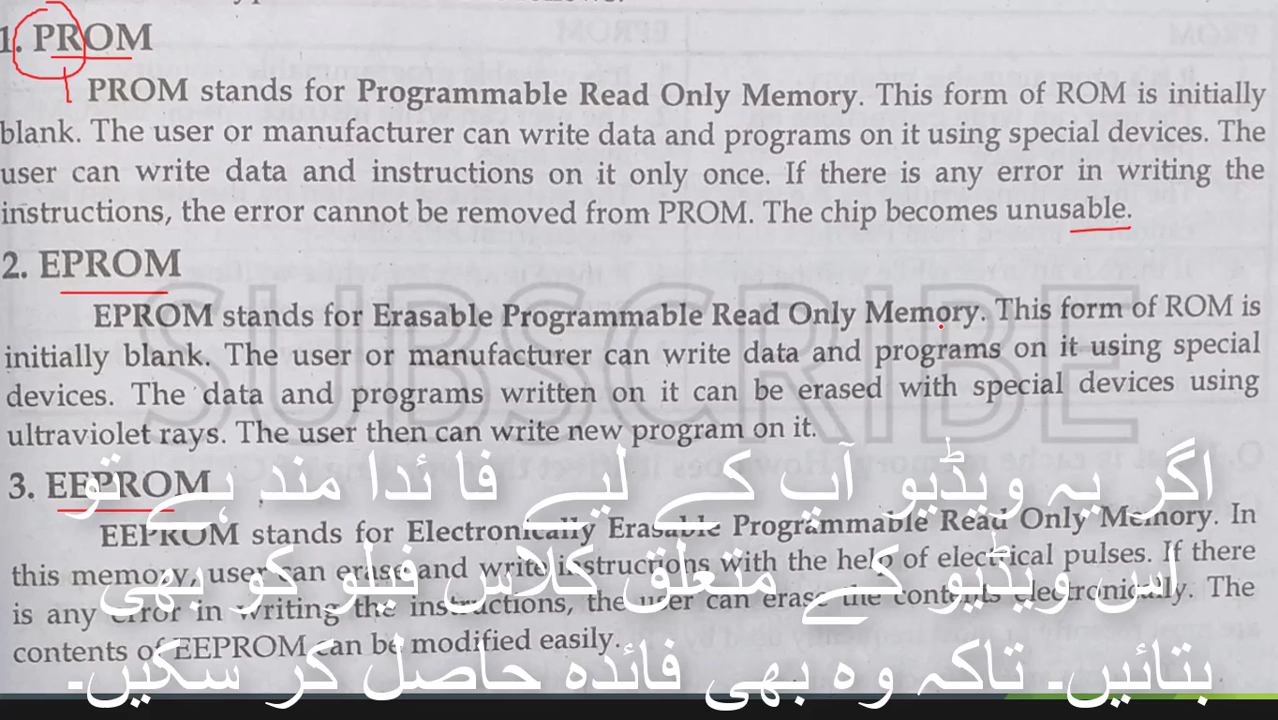 1. PROM
PROM stands for Programmable Read Only Memory. This form of ROM is initially
blank. The user or manufacturer can write data and programs on it using special devices. The
user can write data and instructions on it only once. If there is any error in writing the
instructions, the error cannot be removed from PROM. The chip becomes unusable.
2. EPROM
EPROM stands for Erasable Programmable Read Only Memory. This form of ROM is
initially blank. The user or manufacturer can write data and programs on it using special
devices. The data and programs written on it can be erased with special devices using
ultraviolet rays. The user then can write new program on it.
SUBSCRIBE
3. EEPROM
EEPROM stands for Electronically Erasable Programmable Read Only Memory. In
this memory, user can erase and write instructions with the help of electrical pulses. If there
is any error in writing the instructions, the user can erase the contents electronically. The
contents of EEPROM can be modified easily.
اگر یہ ویڈیو آپ کے لیے فا ئدا مند ہے تو
اس ویڈیو کے متعلق کلاس فیلو کو بھی
بتائیں۔ تاکہ وہ بھی فائدہ حاصل کر سکیں۔